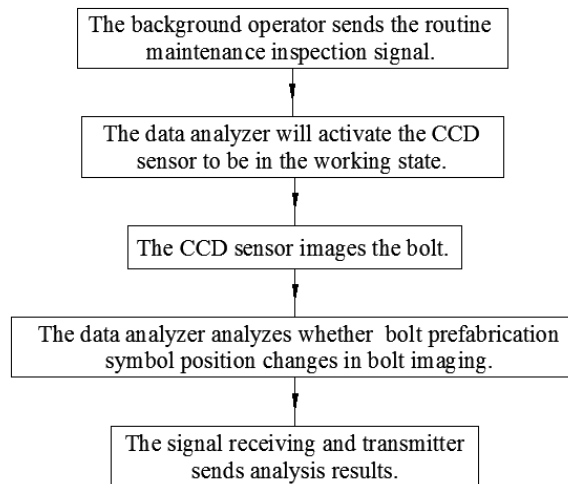 The background operator sends the routine
maintenance inspection signal.
The data analyzer will activate the CCD
sensor to be in the working state.
The CCD sensor images the bolt.
The data analyzer analyzes whether bolt prefabrication
symbol position changes in bolt imaging.
The signal receiving and transmitter
sends analysis results.